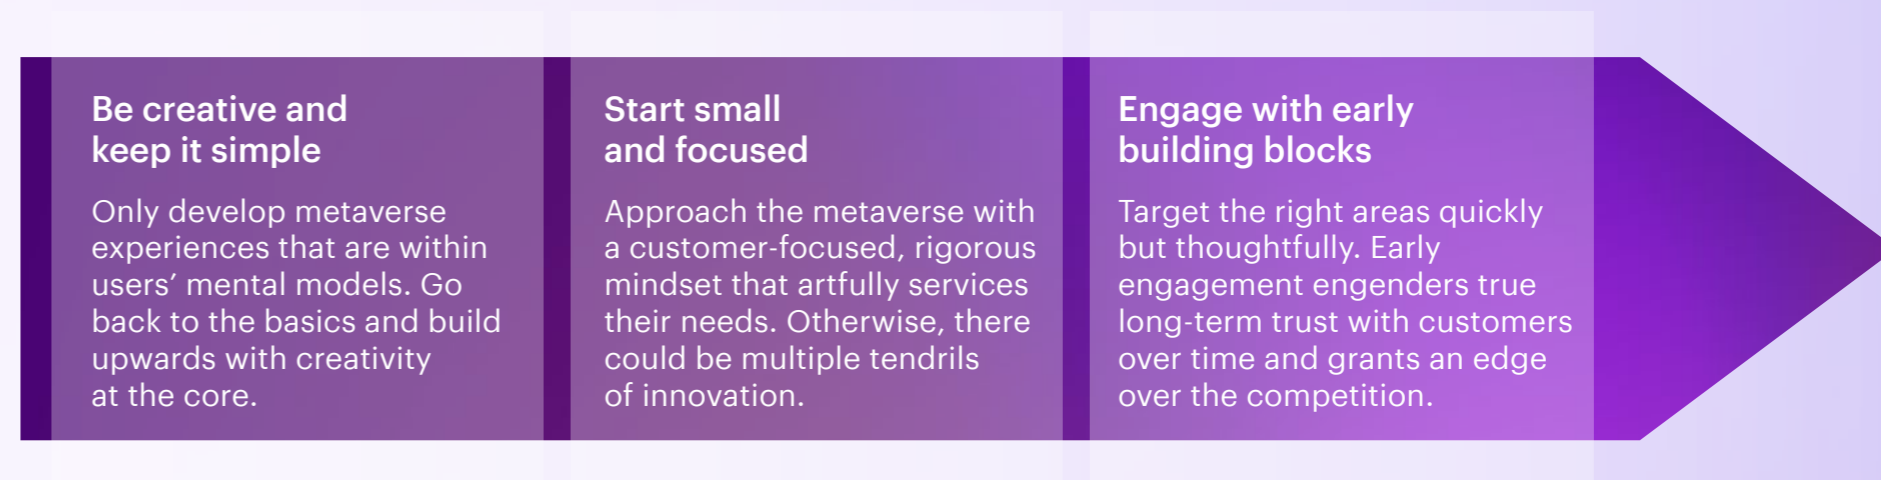 Be creative and
keep it simple
Only develop metaverse
experiences that are within
users’ mental models. Go
back to the basics and build
upwards with creativity
at the core.
Start small
and focused
Approach the metaverse with
a customer-focused, rigorous
mindset that artfully services
their needs. Otherwise, there
could be multiple tendrils
of innovation.
Engage with early
building blocks
Target the right areas quickly
but thoughtfully. Early
engagement engenders true
long-term trust with customers
over time and grants an edge
over the competition.